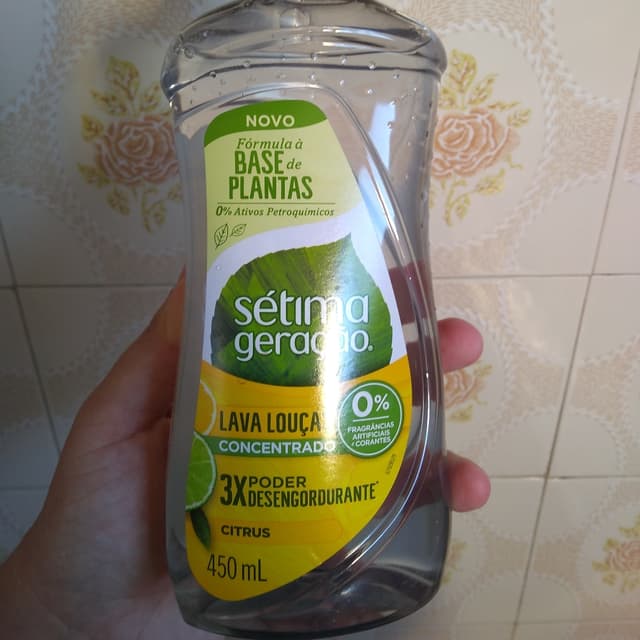 NOVO
Fórmula à
BASE de
PLANTAS
0% Ativos Petroquímicos
sétima
geração.
LAVA LOUÇA
CONCENTRADO
0%
FRAGRÂNCIAS
ARTIFICIAIS
e CORANTES
3X PODER
DESENGORDURANTE*
CITRUS
450 mL